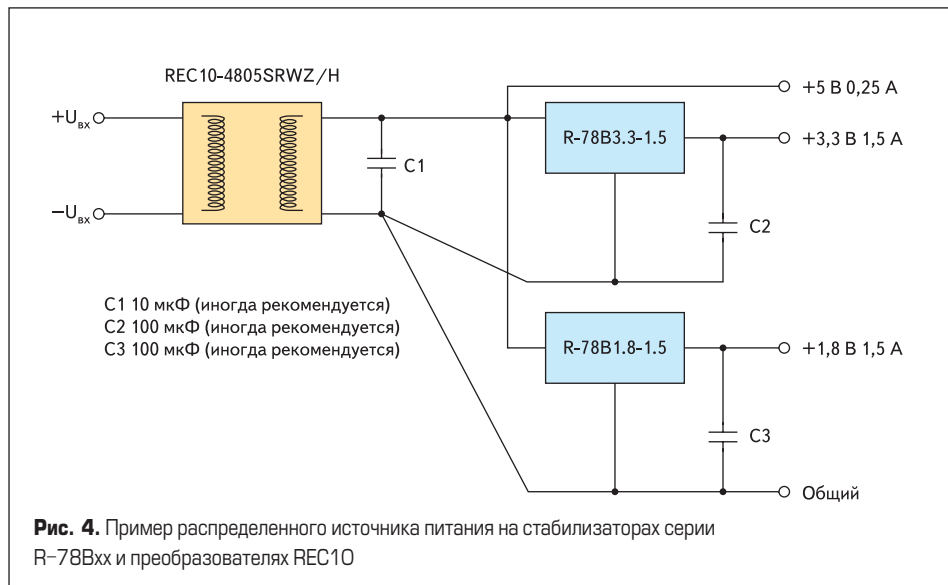 REC10-4805SRWZ/H
+Uвх
−Uвх
C1
R-78B3.3-1.5
+5 В 0,25 А
+3,3 В 1,5 А
C2
C1 10 мкФ (иногда рекомендуется)
C2 100 мкФ (иногда рекомендуется)
C3 100 мкФ (иногда рекомендуется)
R-78B1.8-1.5
+1,8 В 1,5 А
C3
Общий
Рис. 4. Пример распределенного источника питания на стабилизаторах серии
R-78Bxx и преобразователях REC10